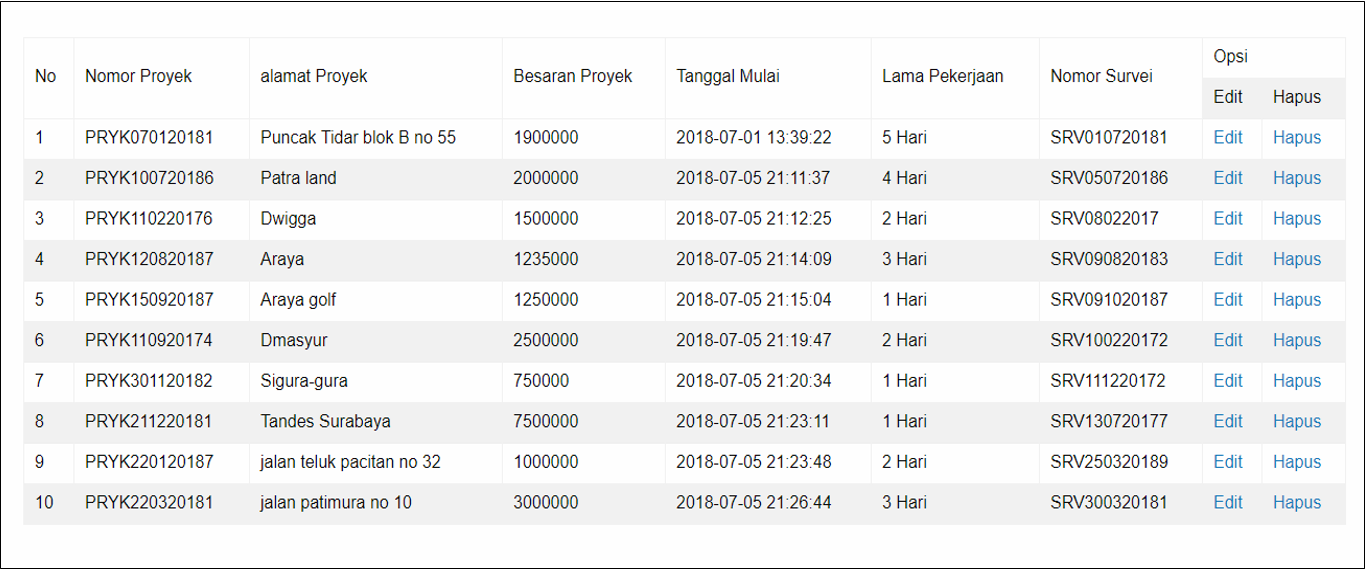 No Nomor Proyek alamat Proyek Besaran Proyek Tanggal Mulai Lama Pekerjaan Nomor Survei Opsi
Edit Hapus
1 PRYK070120181 Puncak Tidar blok B no 55 1900000 2018-07-01 13:39:22 5 Hari SRV010720181 Edit Hapus
2 PRYK100720186 Patra land 2000000 2018-07-05 21:11:37 4 Hari SRV050720186 Edit Hapus
3 PRYK110220176 Dwigga 1500000 2018-07-05 21:12:25 2 Hari SRV08022017 Edit Hapus
4 PRYK120820187 Araya 1235000 2018-07-05 21:14:09 3 Hari SRV090820183 Edit Hapus
5 PRYK150920187 Araya golf 1250000 2018-07-05 21:15:04 1 Hari SRV091020187 Edit Hapus
6 PRYK110920174 Dmasyur 2500000 2018-07-05 21:19:47 2 Hari SRV100220172 Edit Hapus
7 PRYK301120182 Sigura-gura 750000 2018-07-05 21:20:34 1 Hari SRV111220172 Edit Hapus
8 PRYK211220181 Tandes Surabaya 7500000 2018-07-05 21:23:11 1 Hari SRV130720177 Edit Hapus
9 PRYK220120187 jalan teluk pacitan no 32 1000000 2018-07-05 21:23:48 2 Hari SRV250320189 Edit Hapus
10 PRYK220320181 jalan patimura no 10 3000000 2018-07-05 21:26:44 3 Hari SRV300320181 Edit Hapus